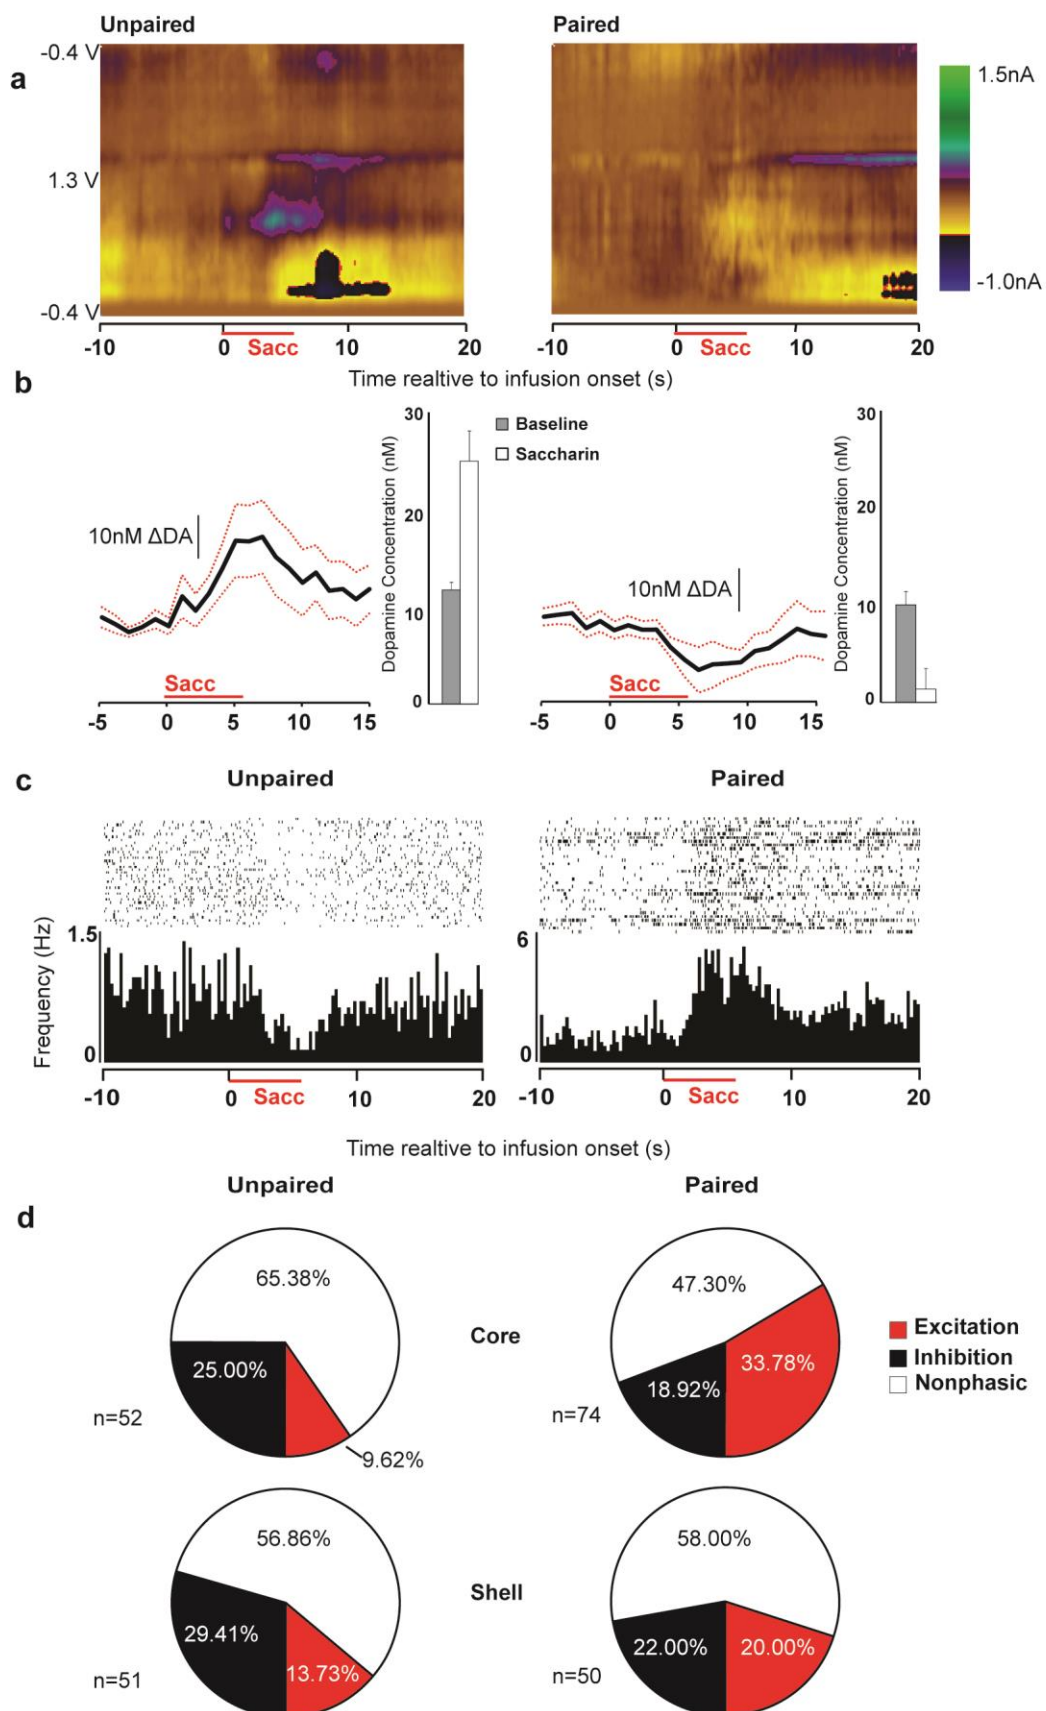 Unpaired
Paired
a
-0.4 V
1.3 V
-0.4 V
1.5nA
-1.0nA
-10 0 Sacc 10 20
-10 0 Sacc 10 20
Time realtive to infusion onset (s)
b
10nM ΔDA
Sacc
-5 0 5 10 15
Dopamine Concentration (nM)
30
20
10
0
Baseline
Saccharin
10nM ΔDA
Sacc
-5 0 5 10 15
Dopamine Concentration (nM)
30
20
10
0
c
Unpaired
Paired
Frequency (Hz)
1.5
0
6
0
-10 0 Sacc 10 20
-10 0 Sacc 10 20
Time realtive to infusion onset (s)
Unpaired
Paired
d
65.38%
25.00%
9.62%
n=52
Core
47.30%
33.78%
18.92%
n=74
Excitation
Inhibition
Nonphasic
56.86%
29.41%
13.73%
n=51
Shell
58.00%
22.00%
20.00%
n=50